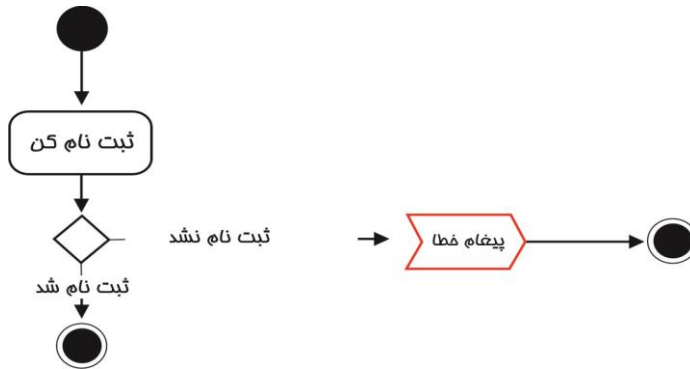 ثبت نام کن
ثبت نام نشد
پیغام خطا
ثبت نام شد